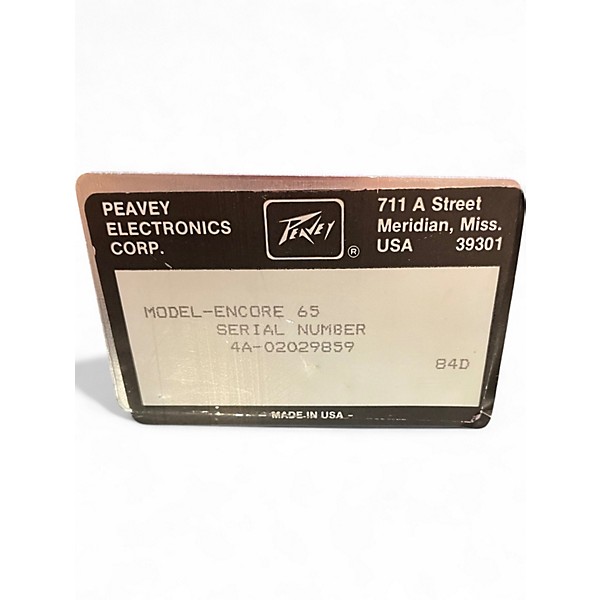 PEAVEY
ELECTRONICS
CORP.
PEAVEY
®
711 A Street
Meridian, Miss.
USA 39301
MODEL-ENCORE 65
SERIAL NUMBER
4A-02029859
84D
- MADE IN USA -